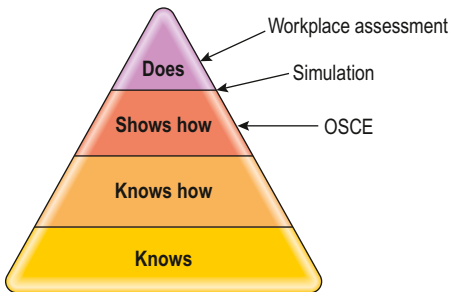 Workplace assessment
Does
Simulation
Shows how
OSCE
Knows how
Knows